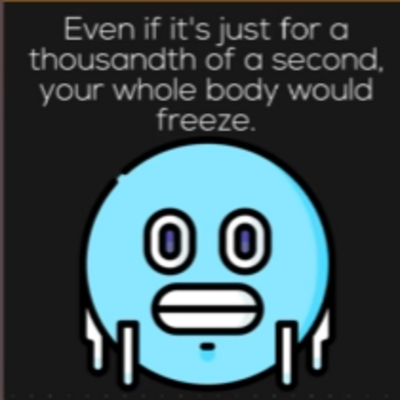 Even if it's just for a
thousandth of a second,
your whole body would
freeze.